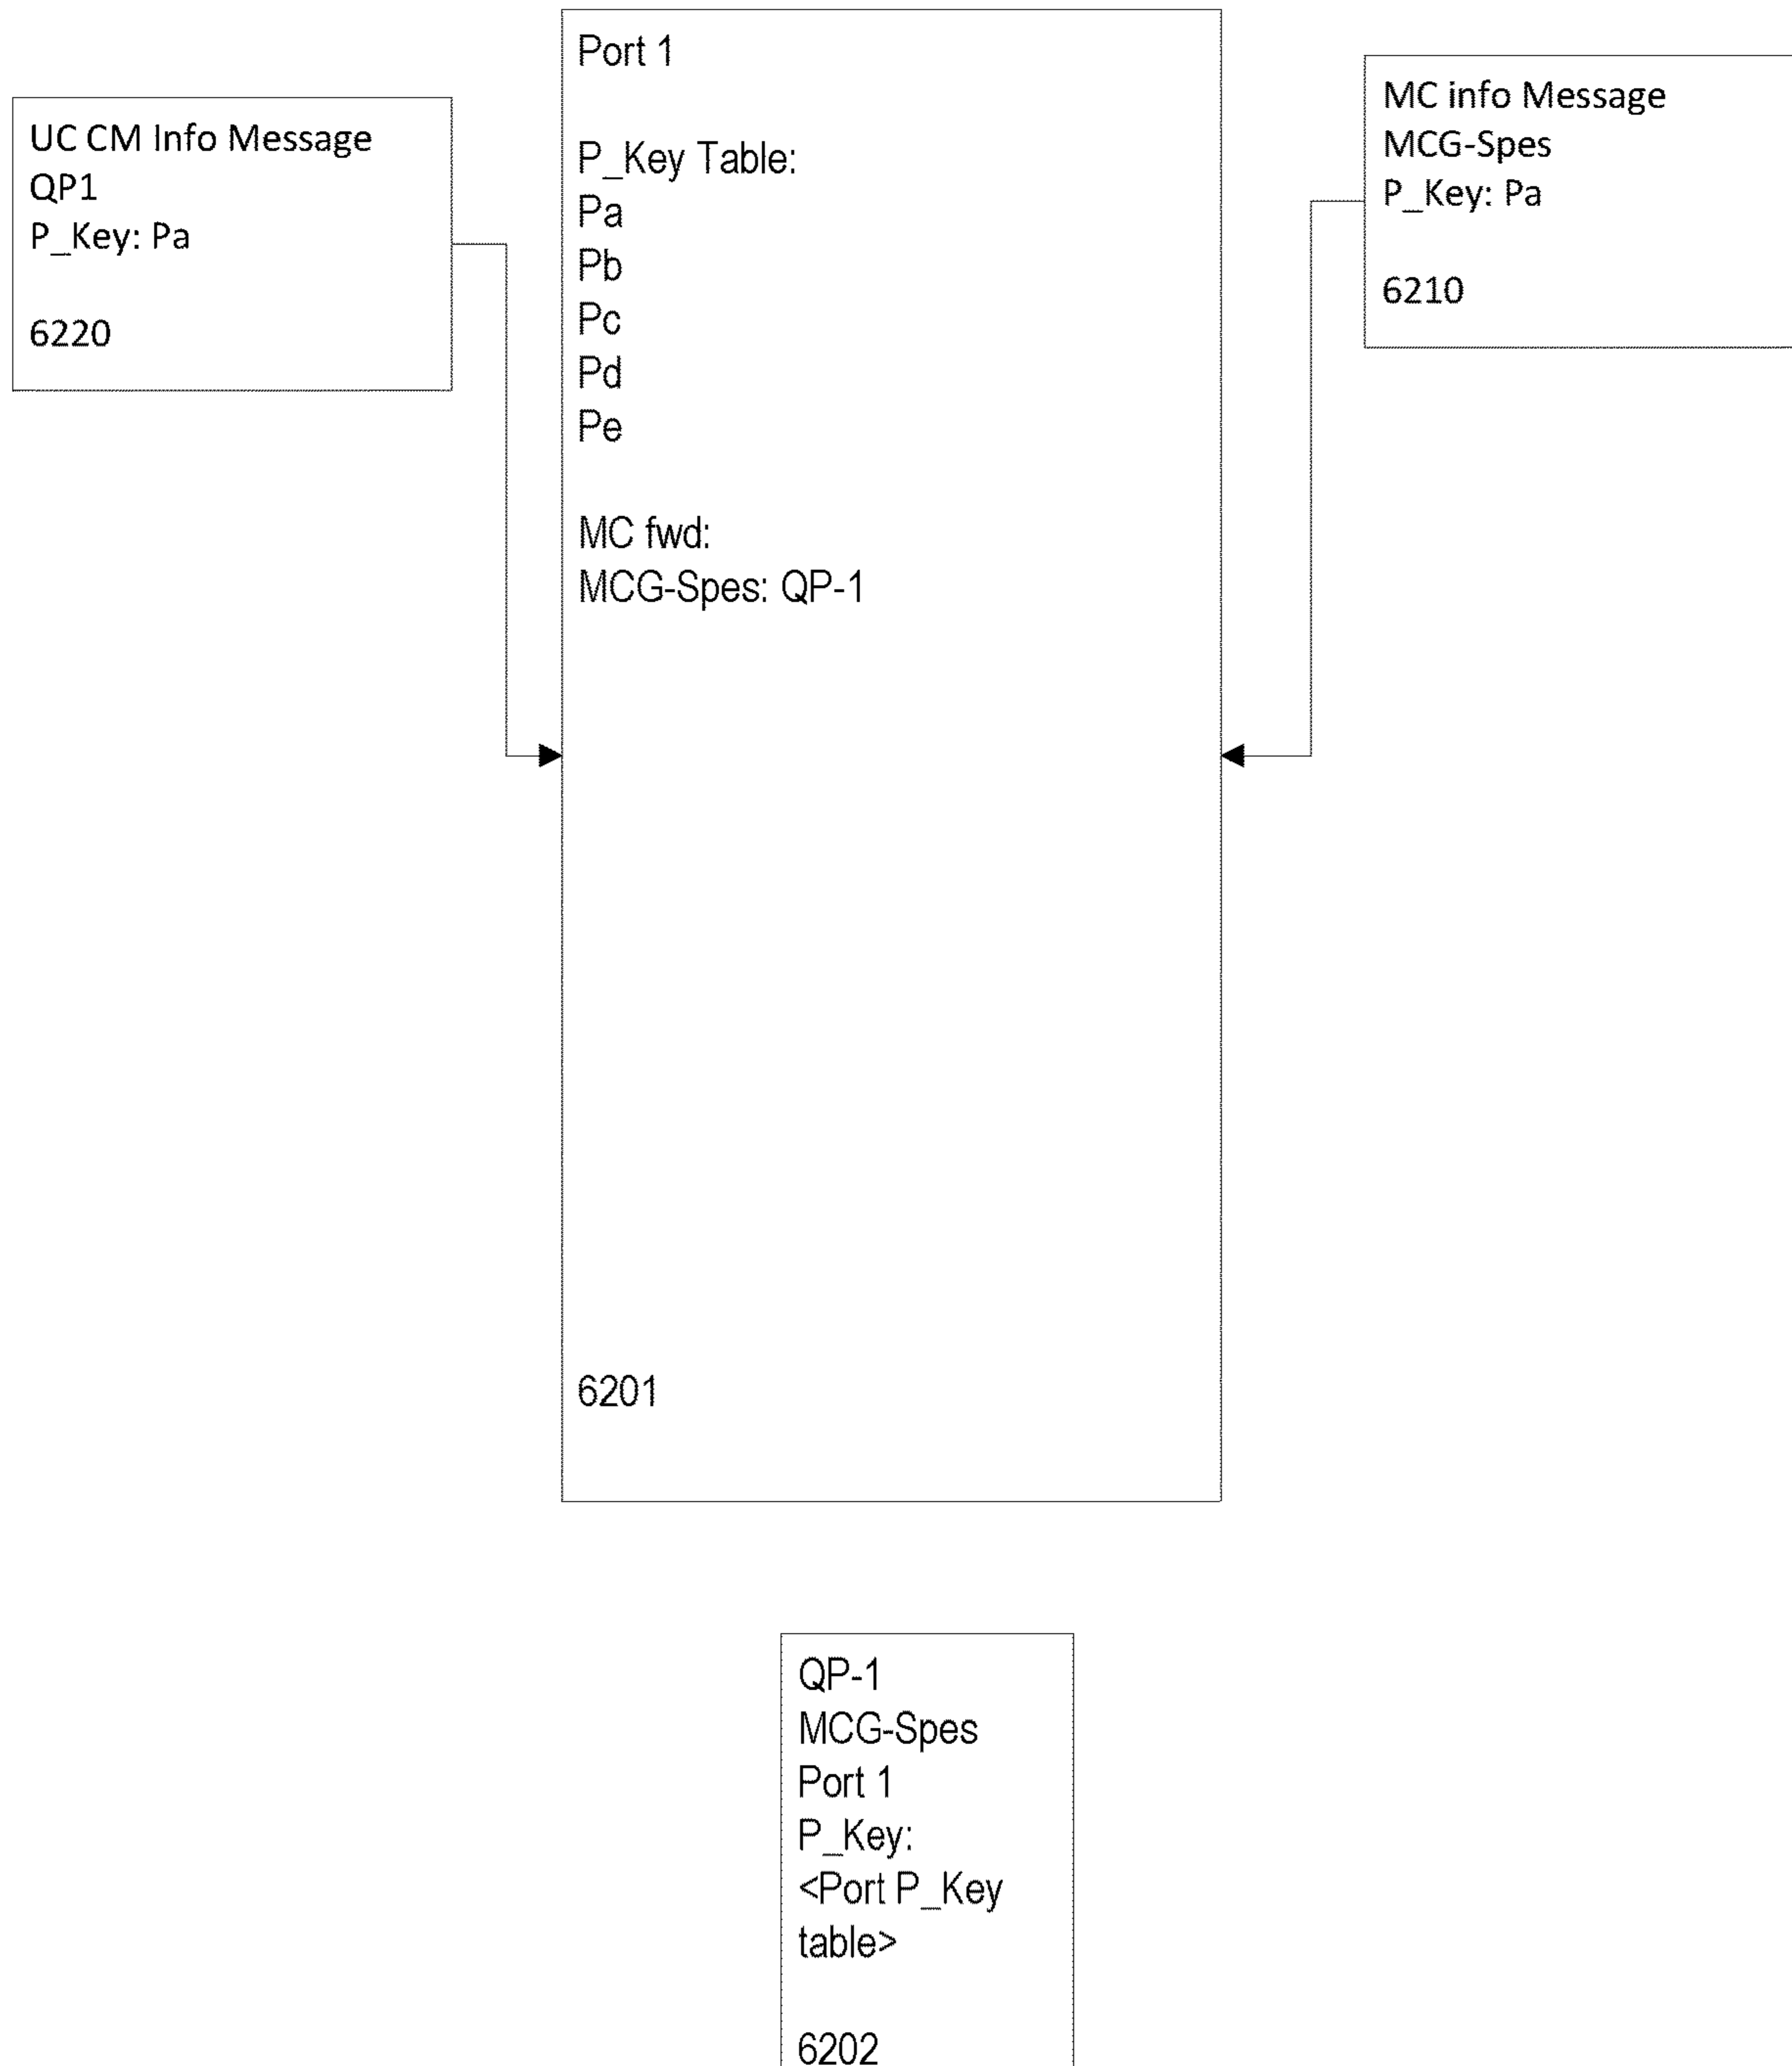 UC CM Info Message
QP1
P_Key: Pa
6220
Port 1
P_Key Table:
Pa
Pb
Pc
Pd
Pe
MC fwd:
MCG-Spes: QP-1
6201
MC info Message
MCG-Spes
P_Key: Pa
6210
QP-1
MCG-Spes
Port 1
P_Key:
<Port P_Key
table>
6202